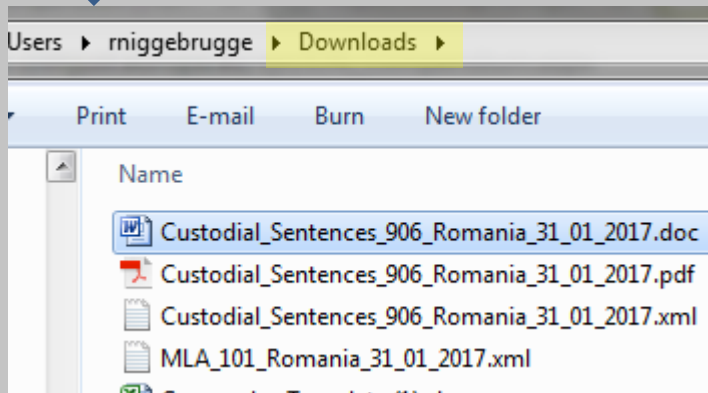 Users ▸ rniggebrugge ▸ Downloads ▸
Print E-mail Burn New folder
Name
Custodial_Sentences_906_Romania_31_01_2017.doc
Custodial_Sentences_906_Romania_31_01_2017.pdf
Custodial_Sentences_906_Romania_31_01_2017.xml
MLA_101_Romania_31_01_2017.xml